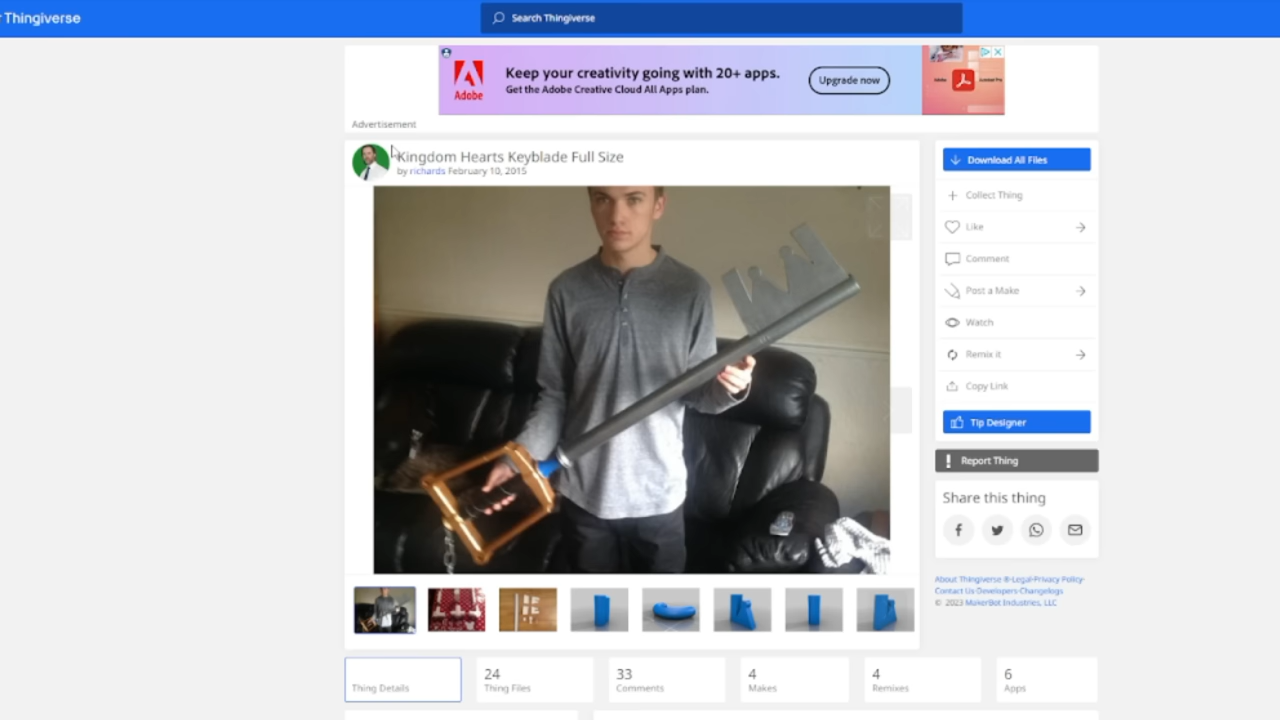 Thingiverse
Search Thingiverse
Adobe
Keep your creativity going with 20+ apps.
Get the Adobe Creative Cloud All Apps plan.
Upgrade now
Advertisement
Kingdom Hearts Keyblade Full Size
by richards February 10, 2015
Download All Files
Collect Thing
Like
Comment
Post a Make
Watch
Remix it
Copy Link
Tip Designer
Report Thing
Share this thing
About Thingiverse ®·Legal·Privacy Policy·
Contact Us·Developers·Changelogs
© 2023 MakerBot Industries, LLC
Thing Details
24
Thing Files
33
Comments
4
Makes
4
Remixes
6
Apps